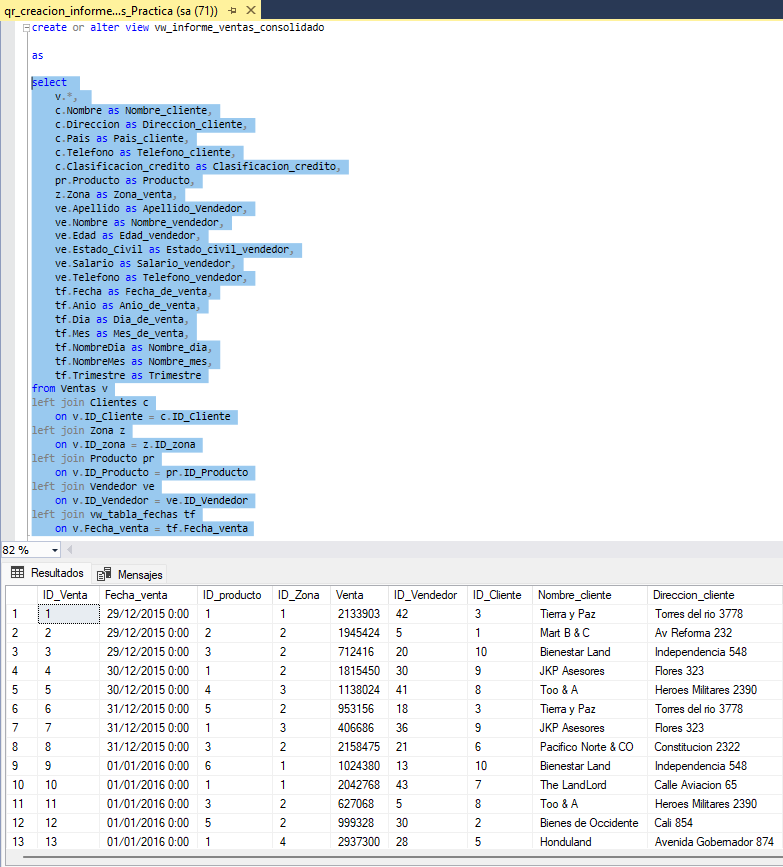 qr_creacion_informe...s_Practica (sa (71))
create or alter view vw_informe_ventas_consolidado
as
select
v.*,
c.Nombre as Nombre_cliente,
c.Direccion as Direccion_cliente,
c.Pais as Pais_cliente,
c.Telefono as Telefono_cliente,
c.Clasificacion_credito as Clasificacion_credito,
pr.Producto as Producto,
z.Zona as Zona_venta,
ve.Apellido as Apellido_Vendedor,
ve.Nombre as Nombre_vendedor,
ve.Edad as Edad_vendedor,
ve.Estado_Civil as Estado_civil_vendedor,
ve.Salario as Salario_vendedor,
ve.Telefono as Telefono_vendedor,
tf.Fecha as Fecha_de_venta,
tf.Anio as Anio_de_venta,
tf.Dia as Dia_de_venta,
tf.Mes as Mes_de_venta,
tf.NombreDia as Nombre_dia,
tf.NombreMes as Nombre_mes,
tf.Trimestre as Trimestre
from Ventas v
left join Clientes c
on v.ID_Cliente = c.ID_Cliente
left join Zona z
on v.ID_zona = z.ID_zona
left join Producto pr
on v.ID_Producto = pr.ID_Producto
left join Vendedor ve
on v.ID_Vendedor = ve.ID_Vendedor
left join vw_tabla_fechas tf
on v.Fecha_venta = tf.Fecha_venta
82 %
Resultados Mensajes
ID_Venta Fecha_venta ID_producto ID_Zona Venta ID_Vendedor ID_Cliente Nombre_cliente Direccion_cliente
1 1 29/12/2015 0:00 1 1 2133903 42 3 Tierra y Paz Torres del rio 3778
2 2 29/12/2015 0:00 2 2 1945424 5 1 Mart B & C Av Reforma 232
3 3 29/12/2015 0:00 3 2 712416 20 10 Bienestar Land Independencia 548
4 4 30/12/2015 0:00 1 2 1815450 30 9 JKP Asesores Flores 323
5 5 30/12/2015 0:00 4 3 1138024 41 8 Too & A Heroes Militares 2390
6 6 31/12/2015 0:00 5 2 953156 18 3 Tierra y Paz Torres del rio 3778
7 7 31/12/2015 0:00 1 3 406686 36 9 JKP Asesores Flores 323
8 8 31/12/2015 0:00 3 2 2158475 21 6 Pacifico Norte & CO Constitucion 2322
9 9 01/01/2016 0:00 6 1 1024380 13 10 Bienestar Land Independencia 548
10 10 01/01/2016 0:00 1 1 2042768 43 7 The LandLord Calle Aviacion 65
11 11 01/01/2016 0:00 3 2 627068 5 8 Too & A Heroes Militares 2390
12 12 01/01/2016 0:00 5 2 999328 30 2 Bienes de Occidente Cali 854
13 13 01/01/2016 0:00 1 4 2937300 28 5 Honduland Avenida Gobernador 874